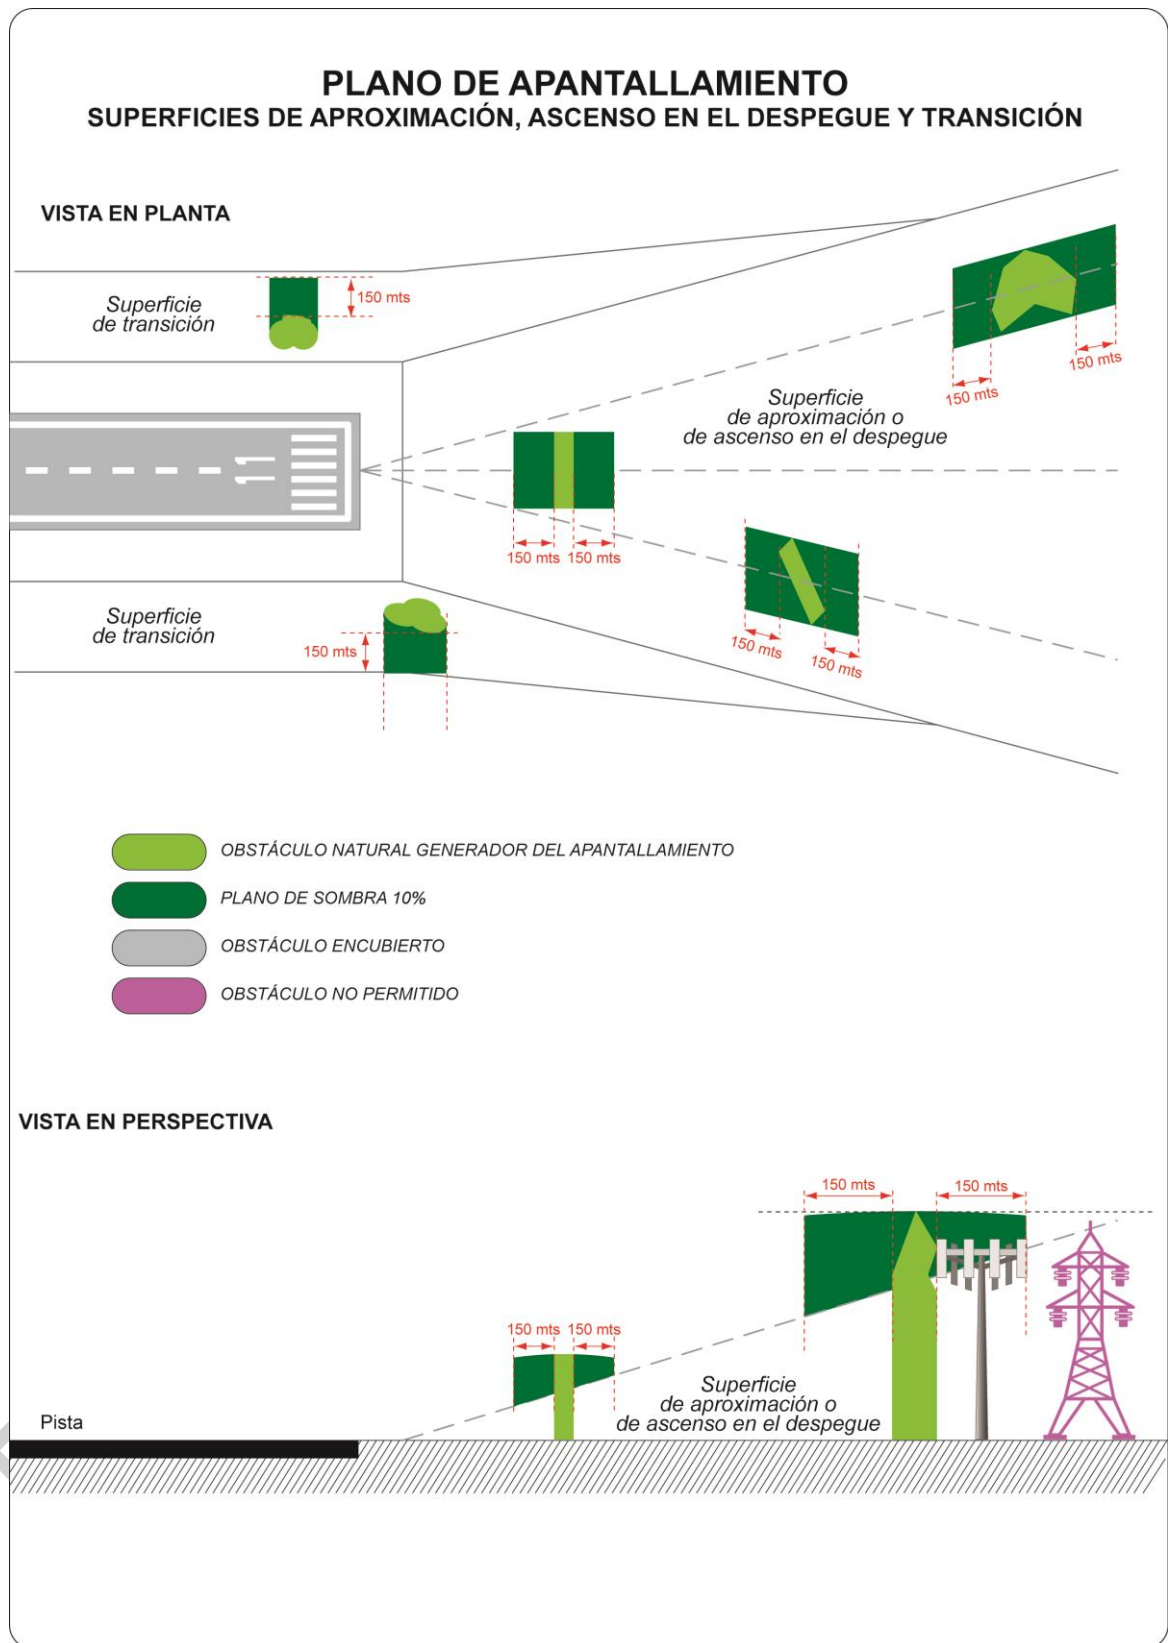 PLANO DE APANTALLAMIENTO
SUPERFICIES DE APROXIMACIÓN, ASCENSO EN EL DESPEGUE Y TRANSICIÓN
VISTA EN PLANTA
Superficie
de transición
150 mts
150 mts
150 mts
Superficie
de aproximación o
de ascenso en el despegue
11
150 mts
150 mts
Superficie
de transición
150 mts
150 mts
150 mts
OBSTÁCULO NATURAL GENERADOR DEL APANTALLAMIENTO
PLANO DE SOMBRA 10%
OBSTÁCULO ENCUBIERTO
OBSTÁCULO NO PERMITIDO
VISTA EN PERSPECTIVA
150 mts
150 mts
150 mts
150 mts
Superficie
de aproximación o
de ascenso en el despegue
Pista